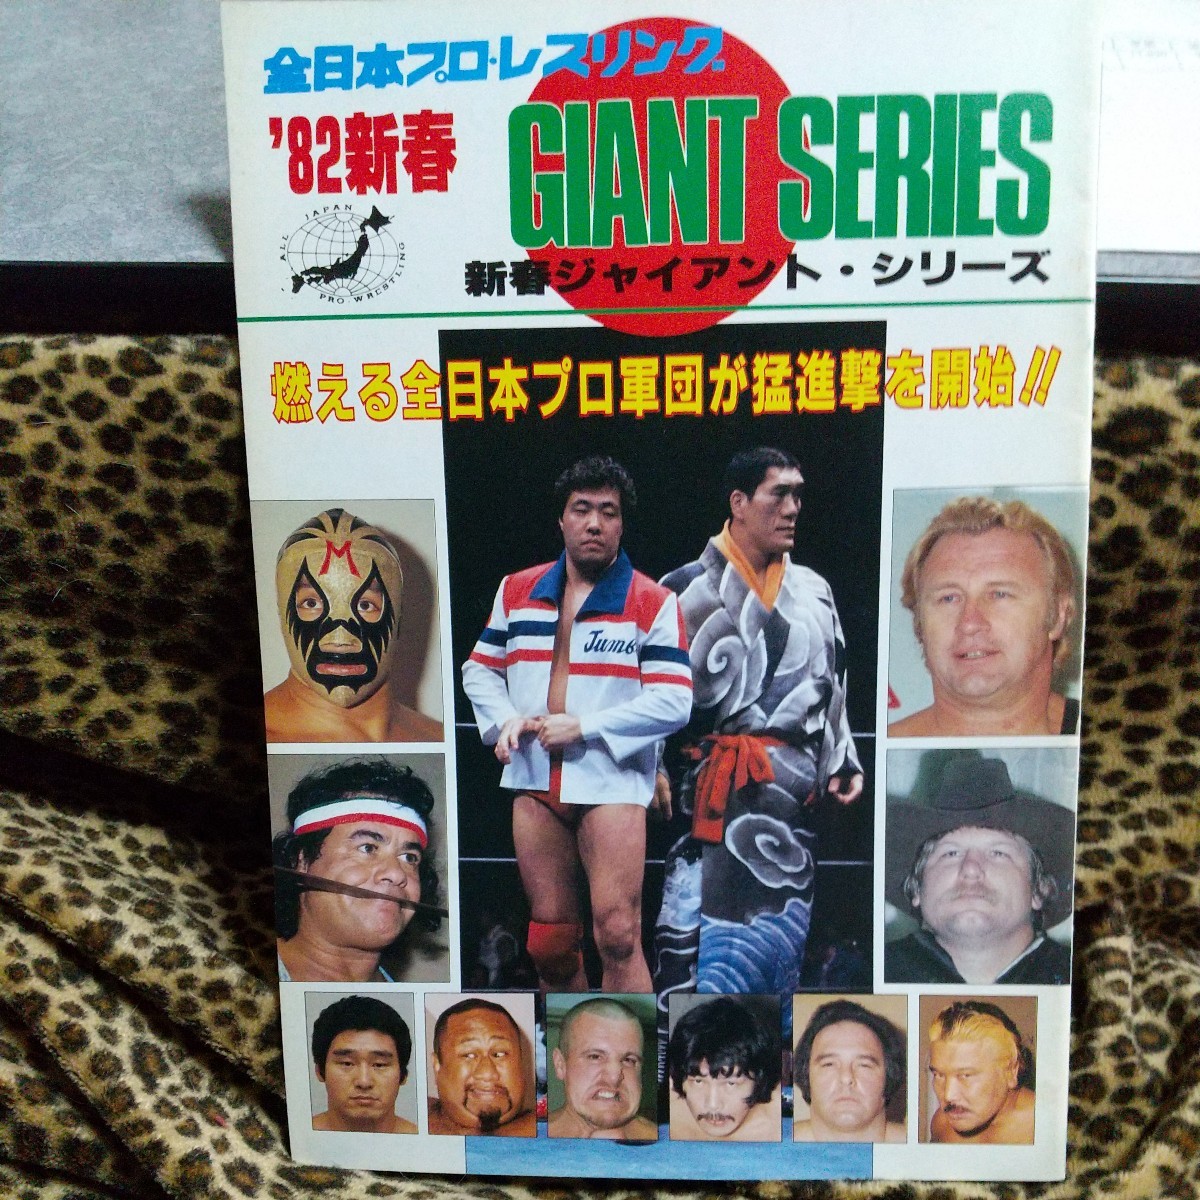 全日本プロ・レスリング
'82新春
GIANT SERIES
ALL JAPAN PRO-WRESTLING
新春ジャイアント・シリーズ
燃える全日本プロ軍団が猛進撃を開始!!
M
Jumbo